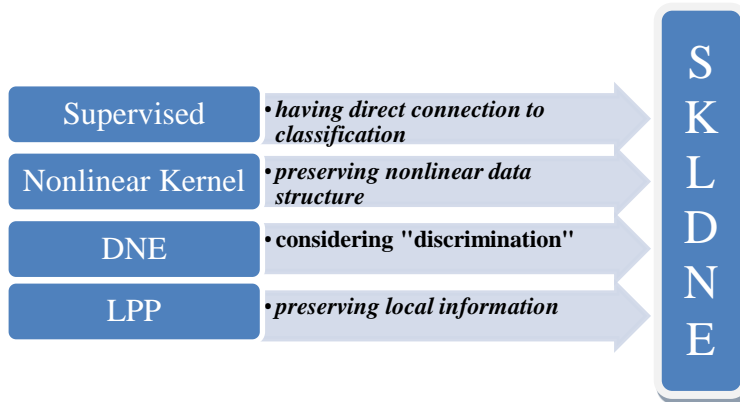 Supervised
• having direct connection to
classification
Nonlinear Kernel
• preserving nonlinear data
structure
DNE
• considering "discrimination"
LPP
• preserving local information
S
K
L
D
N
E